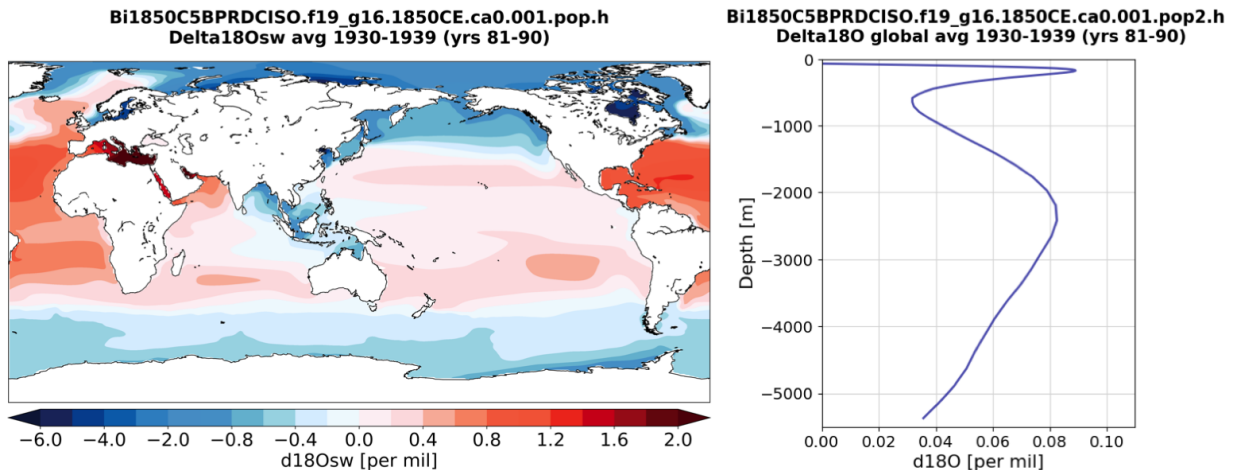 Bi1850C5BPRDCISO.f19_g16.1850CE.ca0.001.pop.h
Delta18Osw avg 1930-1939 (yrs 81-90)
−6.0 −4.0 −2.0 −0.8 −0.4 0.0 0.4 0.8 1.2 1.6 2.0
d18Osw [per mil]
Bi1850C5BPRDCISO.f19_g16.1850CE.ca0.001.pop2.h
Delta18O global avg 1930-1939 (yrs 81-90)
0
−1000
−2000
−3000
−4000
−5000
Depth [m]
0.00 0.02 0.04 0.06 0.08 0.10
d18O [per mil]